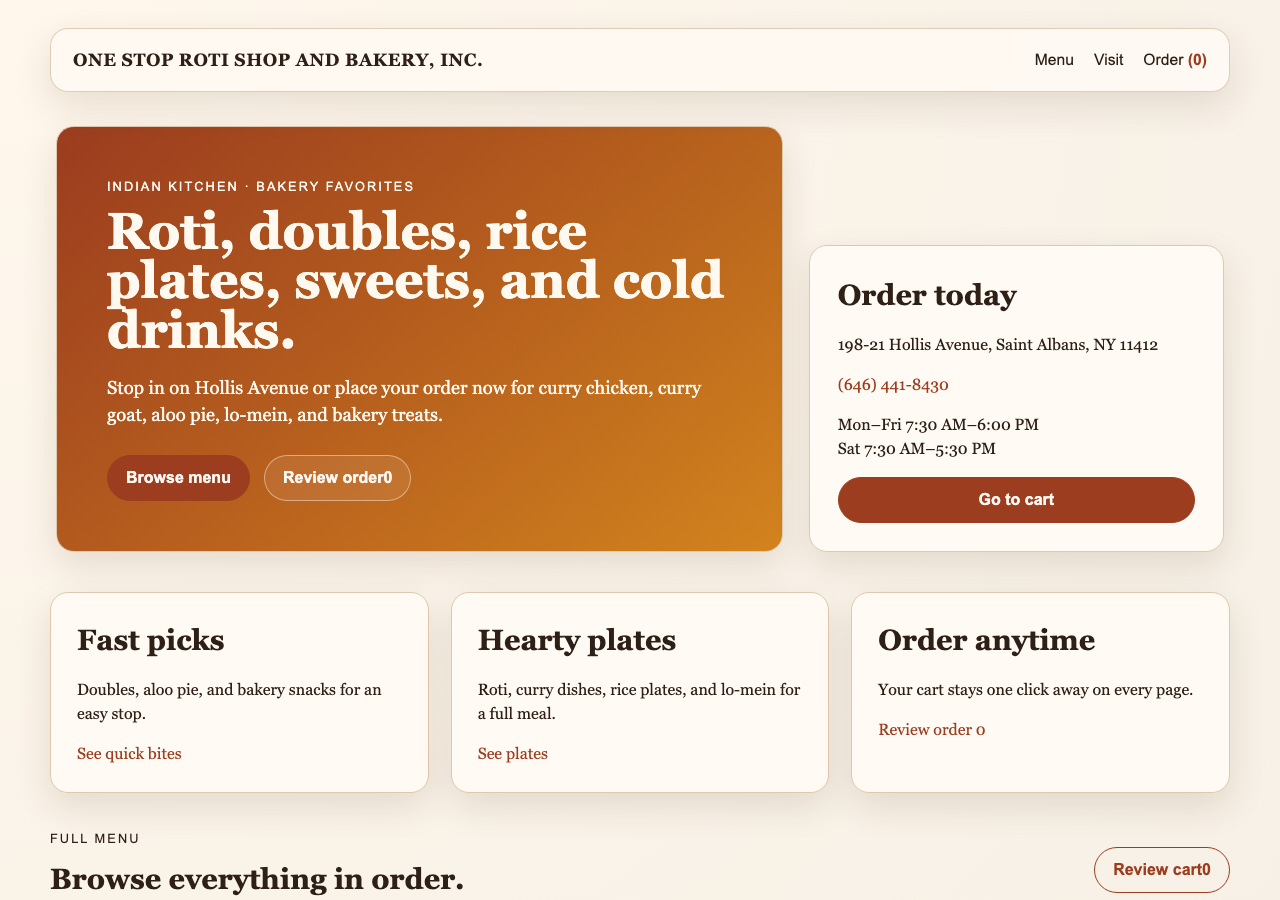 ONE STOP ROTI SHOP AND BAKERY, INC.
Menu Visit Order (0)
INDIAN KITCHEN · BAKERY FAVORITES
Roti, doubles, rice
plates, sweets, and cold
drinks.
Stop in on Hollis Avenue or place your order now for curry chicken, curry
goat, aloo pie, lo-mein, and bakery treats.
Browse menu
Review order0
Order today
198-21 Hollis Avenue, Saint Albans, NY 11412
(646) 441-8430
Mon–Fri 7:30 AM–6:00 PM
Sat 7:30 AM–5:30 PM
Go to cart
Fast picks
Doubles, aloo pie, and bakery snacks for an
easy stop.
See quick bites
Hearty plates
Roti, curry dishes, rice plates, and lo-mein for
a full meal.
See plates
Order anytime
Your cart stays one click away on every page.
Review order 0
FULL MENU
Browse everything in order.
Review cart0